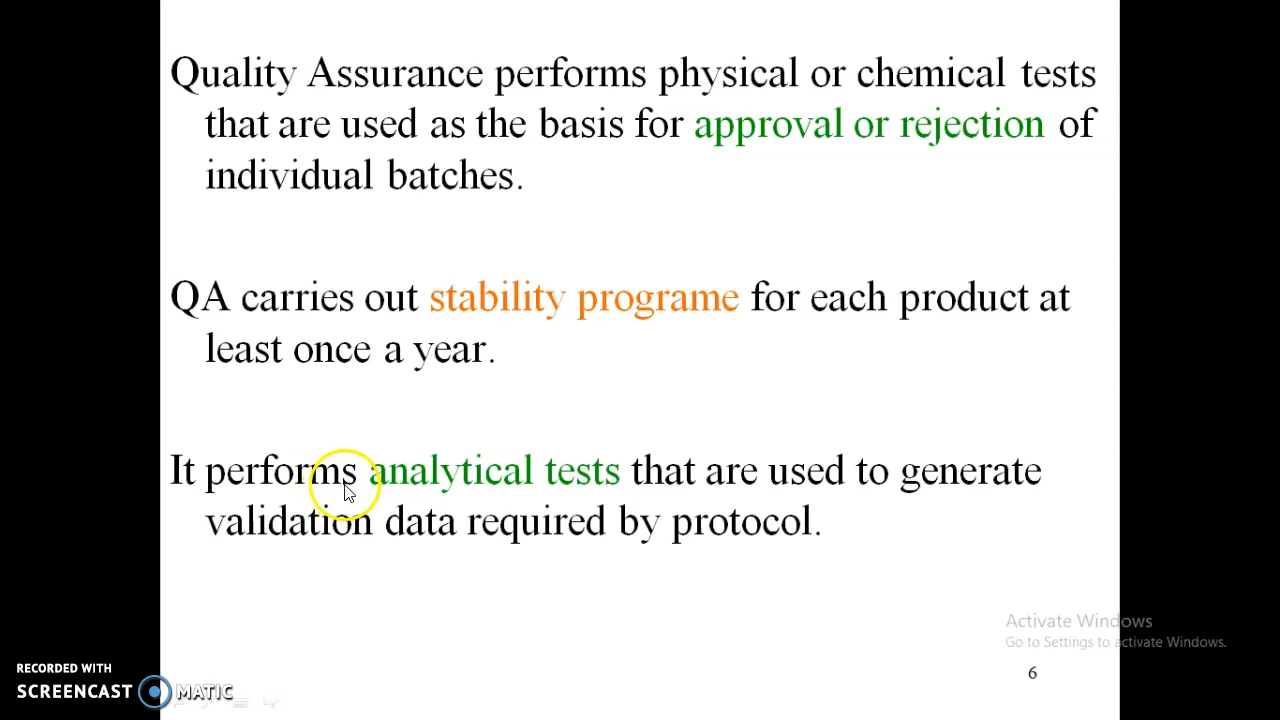 Quality Assurance performs physical or chemical tests
that are used as the basis for approval or rejection of
individual batches.
QA carries out stability programe for each product at
least once a year.
It performs analytical tests that are used to generate
validation data required by protocol.
Activate Windows
Go to Settings to activate Windows.
6
RECORDED WITH
SCREENCAST MATIC